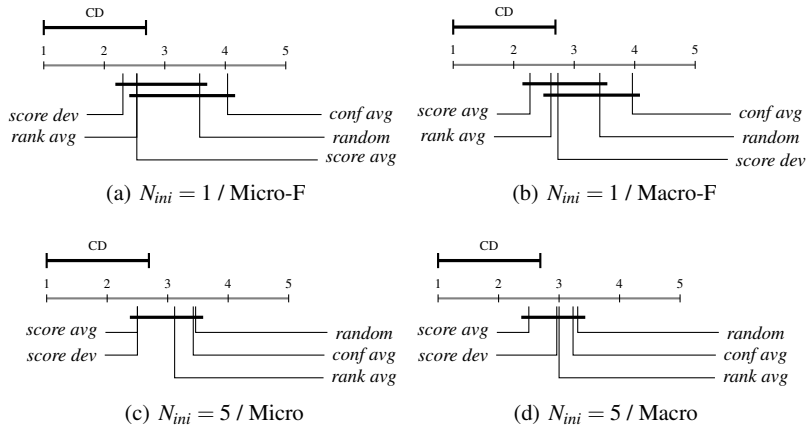 CD
1 2 3 4 5
score dev
rank avg
conf avg
random
score avg
(a) N_ini = 1 / Micro-F
CD
1 2 3 4 5
score avg
rank avg
conf avg
random
score dev
(b) N_ini = 1 / Macro-F
CD
1 2 3 4 5
score avg
score dev
random
conf avg
rank avg
(c) N_ini = 5 / Micro
CD
1 2 3 4 5
score avg
score dev
random
conf avg
rank avg
(d) N_ini = 5 / Macro